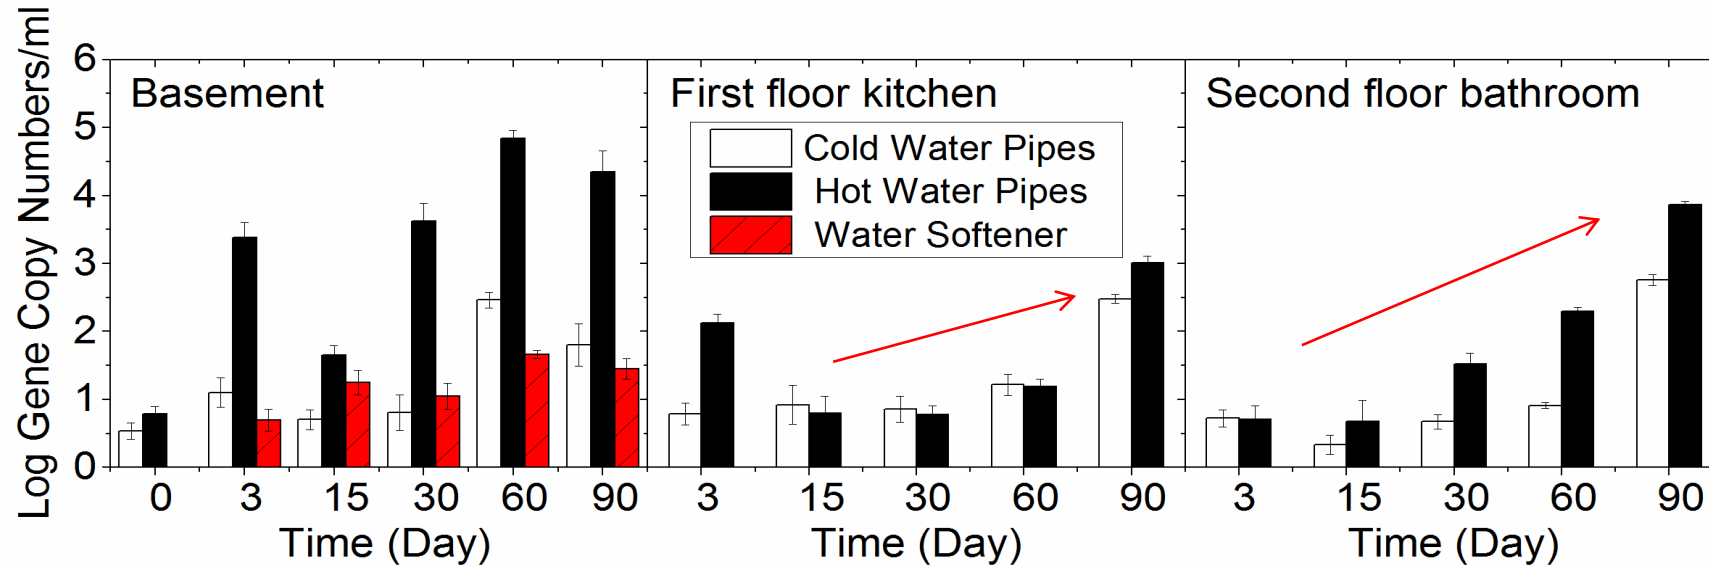 Log Gene Copy Numbers/ml
6
5
4
3
2
1
0
Basement
First floor kitchen
Second floor bathroom
Cold Water Pipes
Hot Water Pipes
Water Softener
0 3 15 30 60 90
3 15 30 60 90
3 15 30 60 90
Time (Day)
Time (Day)
Time (Day)